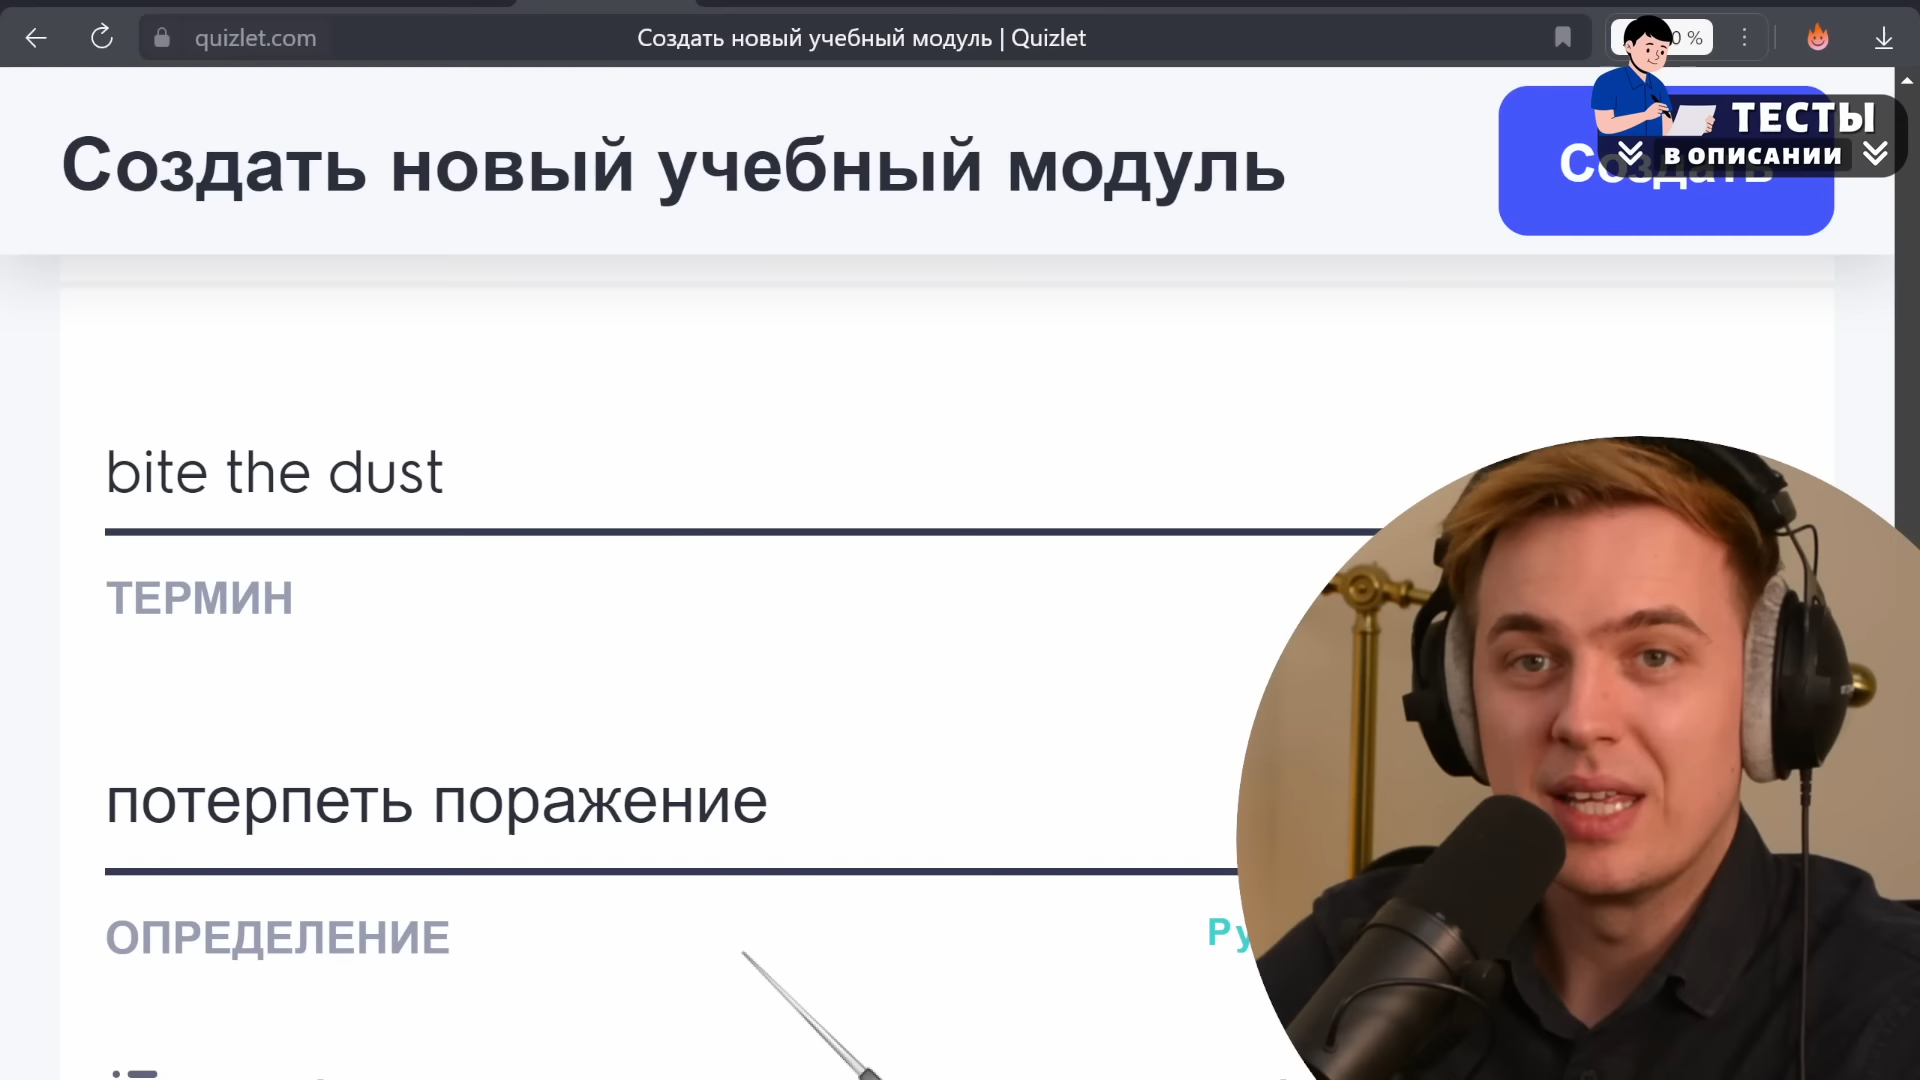 quizlet.com
Создать новый учебный модуль | Quizlet
Создать новый учебный модуль
ТЕСТЫ
В ОПИСАНИИ
Создать
bite the dust
ТЕРМИН
потерпеть поражение
ОПРЕДЕЛЕНИЕ